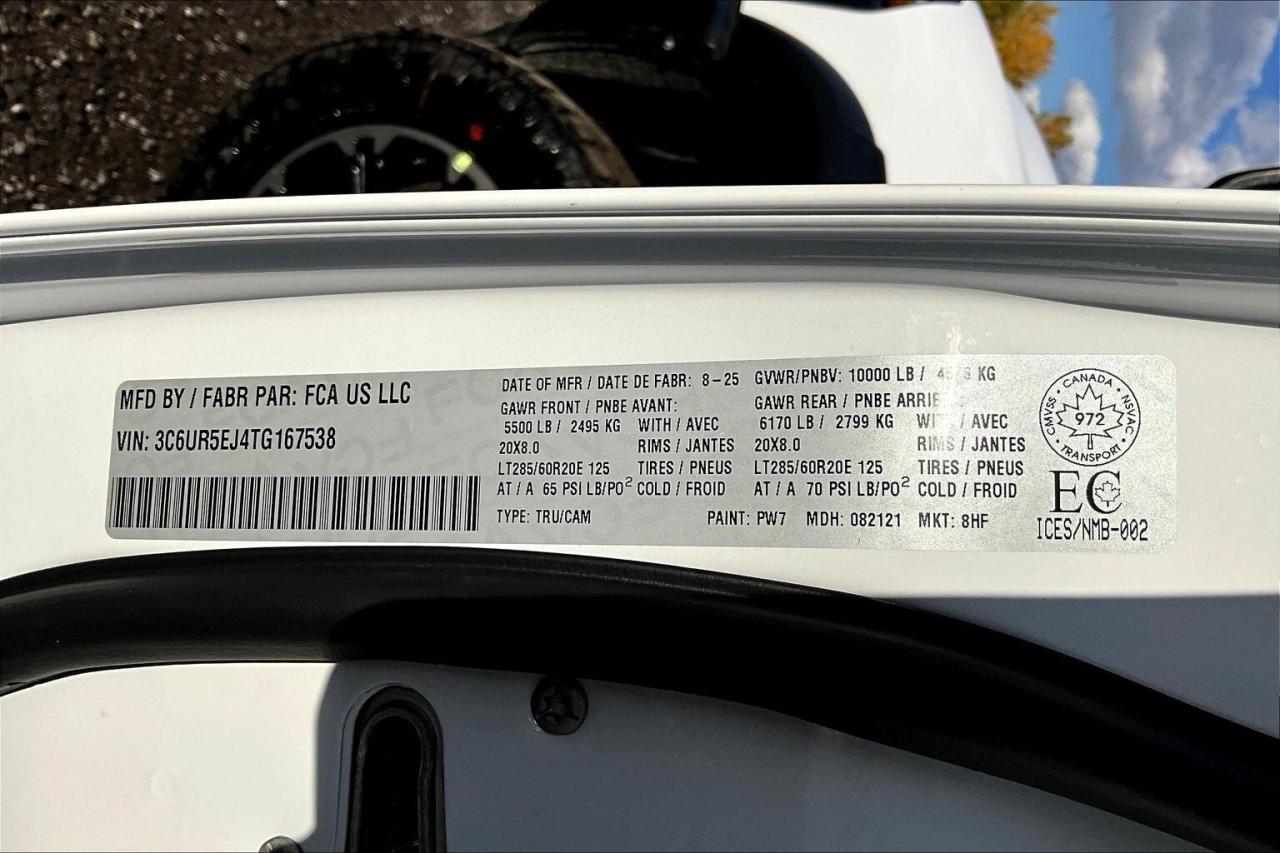 MFD BY / FABR PAR: FCA US LLC
VIN: 3C6UR5EJ4TG167538
DATE OF MFR / DATE DE FABR: 8-25
GAWR FRONT / PNBE AVANT:
5500 LB / 2495 KG WITH / AVEC
20X8.0 RIMS / JANTES
LT285/60R20E 125 TIRES / PNEUS
AT / A 65 PSI LB/PO² COLD / FROID
TYPE: TRU/CAM
GVWR/PNBV: 10000 LB / KG
GAWR REAR / PNBE ARRIE
6170 LB / 2799 KG WITH / AVEC
20X8.0 RIMS / JANTES
LT285/60R20E 125 TIRES / PNEUS
AT / A 70 PSI LB/PO² COLD / FROID
PAINT: PW7 MDH: 082121 MKT: 8HF
CANADA
CMVSS 972 NSVAC
TRANSPORT
EC
ICES/NMB-002